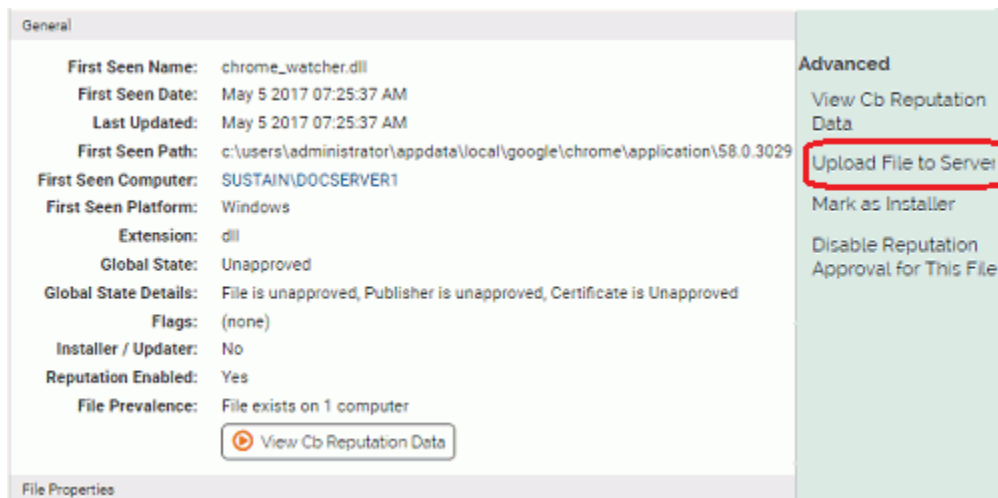 General
First Seen Name: chrome_watcher.dll
First Seen Date: May 5 2017 07:25:37 AM
Last Updated: May 5 2017 07:25:37 AM
First Seen Path: c:\users\administrator\appdata\local\google\chrome\application\58.0.3029
First Seen Computer: SUSTAIN\DOCSERVER1
First Seen Platform: Windows
Extension: dll
Global State: Unapproved
Global State Details: File is unapproved, Publisher is unapproved, Certificate is Unapproved
Flags: (none)
Installer / Updater: No
Reputation Enabled: Yes
File Prevalence: File exists on 1 computer
View Cb Reputation Data
File Properties
Advanced
View Cb Reputation
Data
Upload File to Server
Mark as Installer
Disable Reputation
Approval for This File